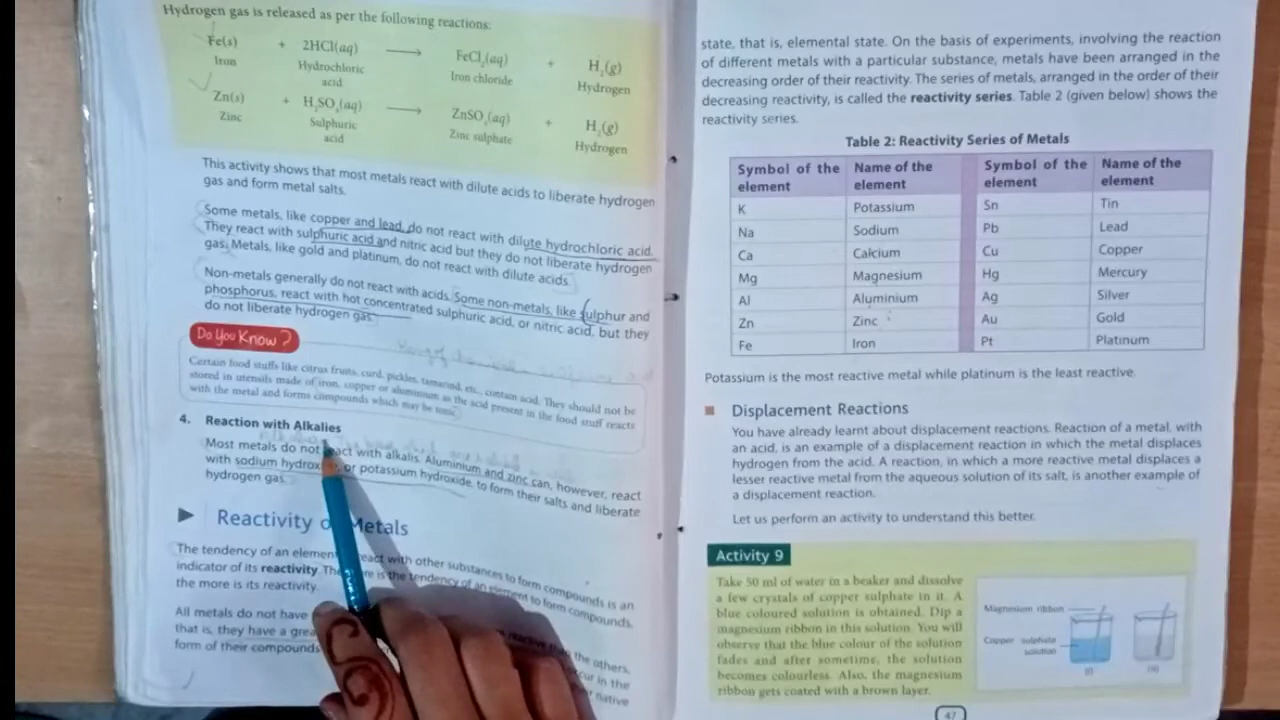 Hydrogen gas is released as per the following reactions:
Fe(s) + 2HCl(aq) ⟶ FeCl₂(aq) + H₂(g)
Iron Hydrochloric acid Iron chloride Hydrogen
Zn(s) + H₂SO₄(aq) ⟶ ZnSO₄(aq) + H₂(g)
Zinc Sulphuric acid Zinc sulphate Hydrogen
This activity shows that most metals react with dilute acids to liberate hydrogen
gas and form metal salts.
Some metals, like copper and lead, do not react with dilute hydrochloric acid.
They react with sulphuric acid and nitric acid but they do not liberate hydrogen
gas. Metals, like gold and platinum, do not react with dilute acids.
Non-metals generally do not react with acids. Some non-metals, like sulphur and
phosphorus, react with hot concentrated sulphuric acid, or nitric acid, but they
do not liberate hydrogen gas.
Do You Know?
Certain food stuffs like citrus fruits, curd, pickles, tamarind, etc., contain acid. They should not be
stored in utensils made of iron, copper or aluminium as the acid present in the food stuff reacts
with the metal and forms compounds which may be toxic.
4. Reaction with Alkalies
Most metals do not react with alkalis. Aluminium and zinc can, however, react
with sodium or potassium hydroxide, to form their salts and liberate
hydrogen gas.
Reactivity Metals
The tendency of an element react with other substances to form compounds is an
indicator of its reactivity. is the tendency of an element to form compounds,
the more is its reactivity.
All metals do not have the others,
that is, they have a in the
form of their compounds native
state, that is, elemental state. On the basis of experiments, involving the reaction
of different metals with a particular substance, metals have been arranged in the
decreasing order of their reactivity. The series of metals, arranged in the order of their
decreasing reactivity, is called the reactivity series. Table 2 (given below) shows the
reactivity series.
Table 2: Reactivity Series of Metals
Symbol of the element Name of the element Symbol of the element Name of the element
K Potassium Sn Tin
Na Sodium Pb Lead
Ca Calcium Cu Copper
Mg Magnesium Hg Mercury
Al Aluminium Ag Silver
Zn Zinc Au Gold
Fe Iron Pt Platinum
Potassium is the most reactive metal while platinum is the least reactive.
Displacement Reactions
You have already learnt about displacement reactions. Reaction of a metal, with
an acid, is an example of a displacement reaction in which the metal displaces
hydrogen from the acid. A reaction, in which a more reactive metal displaces a
lesser reactive metal from the aqueous solution of its salt, is another example of
a displacement reaction.
Let us perform an activity to understand this better.
Activity 9
Take 50 ml of water in a beaker and dissolve
a few crystals of copper sulphate in it. A
blue coloured solution is obtained. Dip a
magnesium ribbon in this solution. You will
observe that the blue colour of the solution
fades and after sometime, the solution
becomes colourless. Also, the magnesium
ribbon gets coated with a brown layer.
Magnesium ribbon
Copper sulphate
solution
(i) (ii)
47